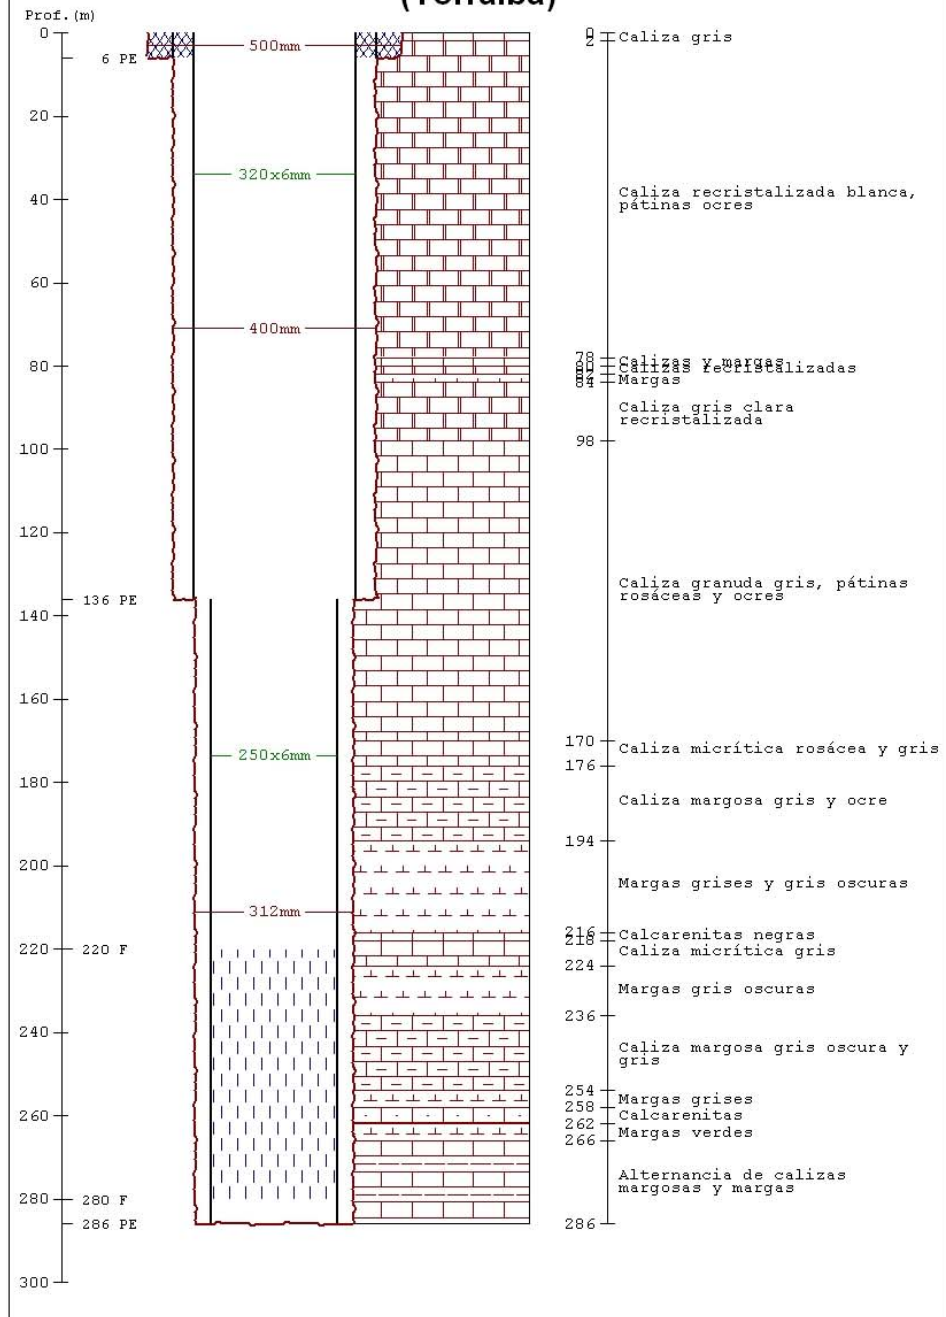 (Torralba)
Prof.(m)
0
500mm
0
2
Caliza gris
6 PE
20
320x6mm
40
Caliza recristalizada blanca,
pátinas ocres
60
400mm
78
Calizas y margas
80
80
Calizas recristalizadas
82
Margas
84
Caliza gris clara
recristalizada
98
100
120
Caliza granuda gris, pátinas
rosáceas y ocres
136 PE
140
160
170
Caliza micrítica rosácea y gris
250x6mm
176
180
Caliza margosa gris y ocre
194
200
Margas grises y gris oscuras
312mm
216
Calcarenitas negras
218
220 F
220
Caliza micrítica gris
224
Margas gris oscuras
236
240
Caliza margosa gris oscura y
gris
254
Margas grises
258
260
Calcarenitas
262
Margas verdes
266
Alternancia de calizas
margosas y margas
280
280 F
286 PE
286
300